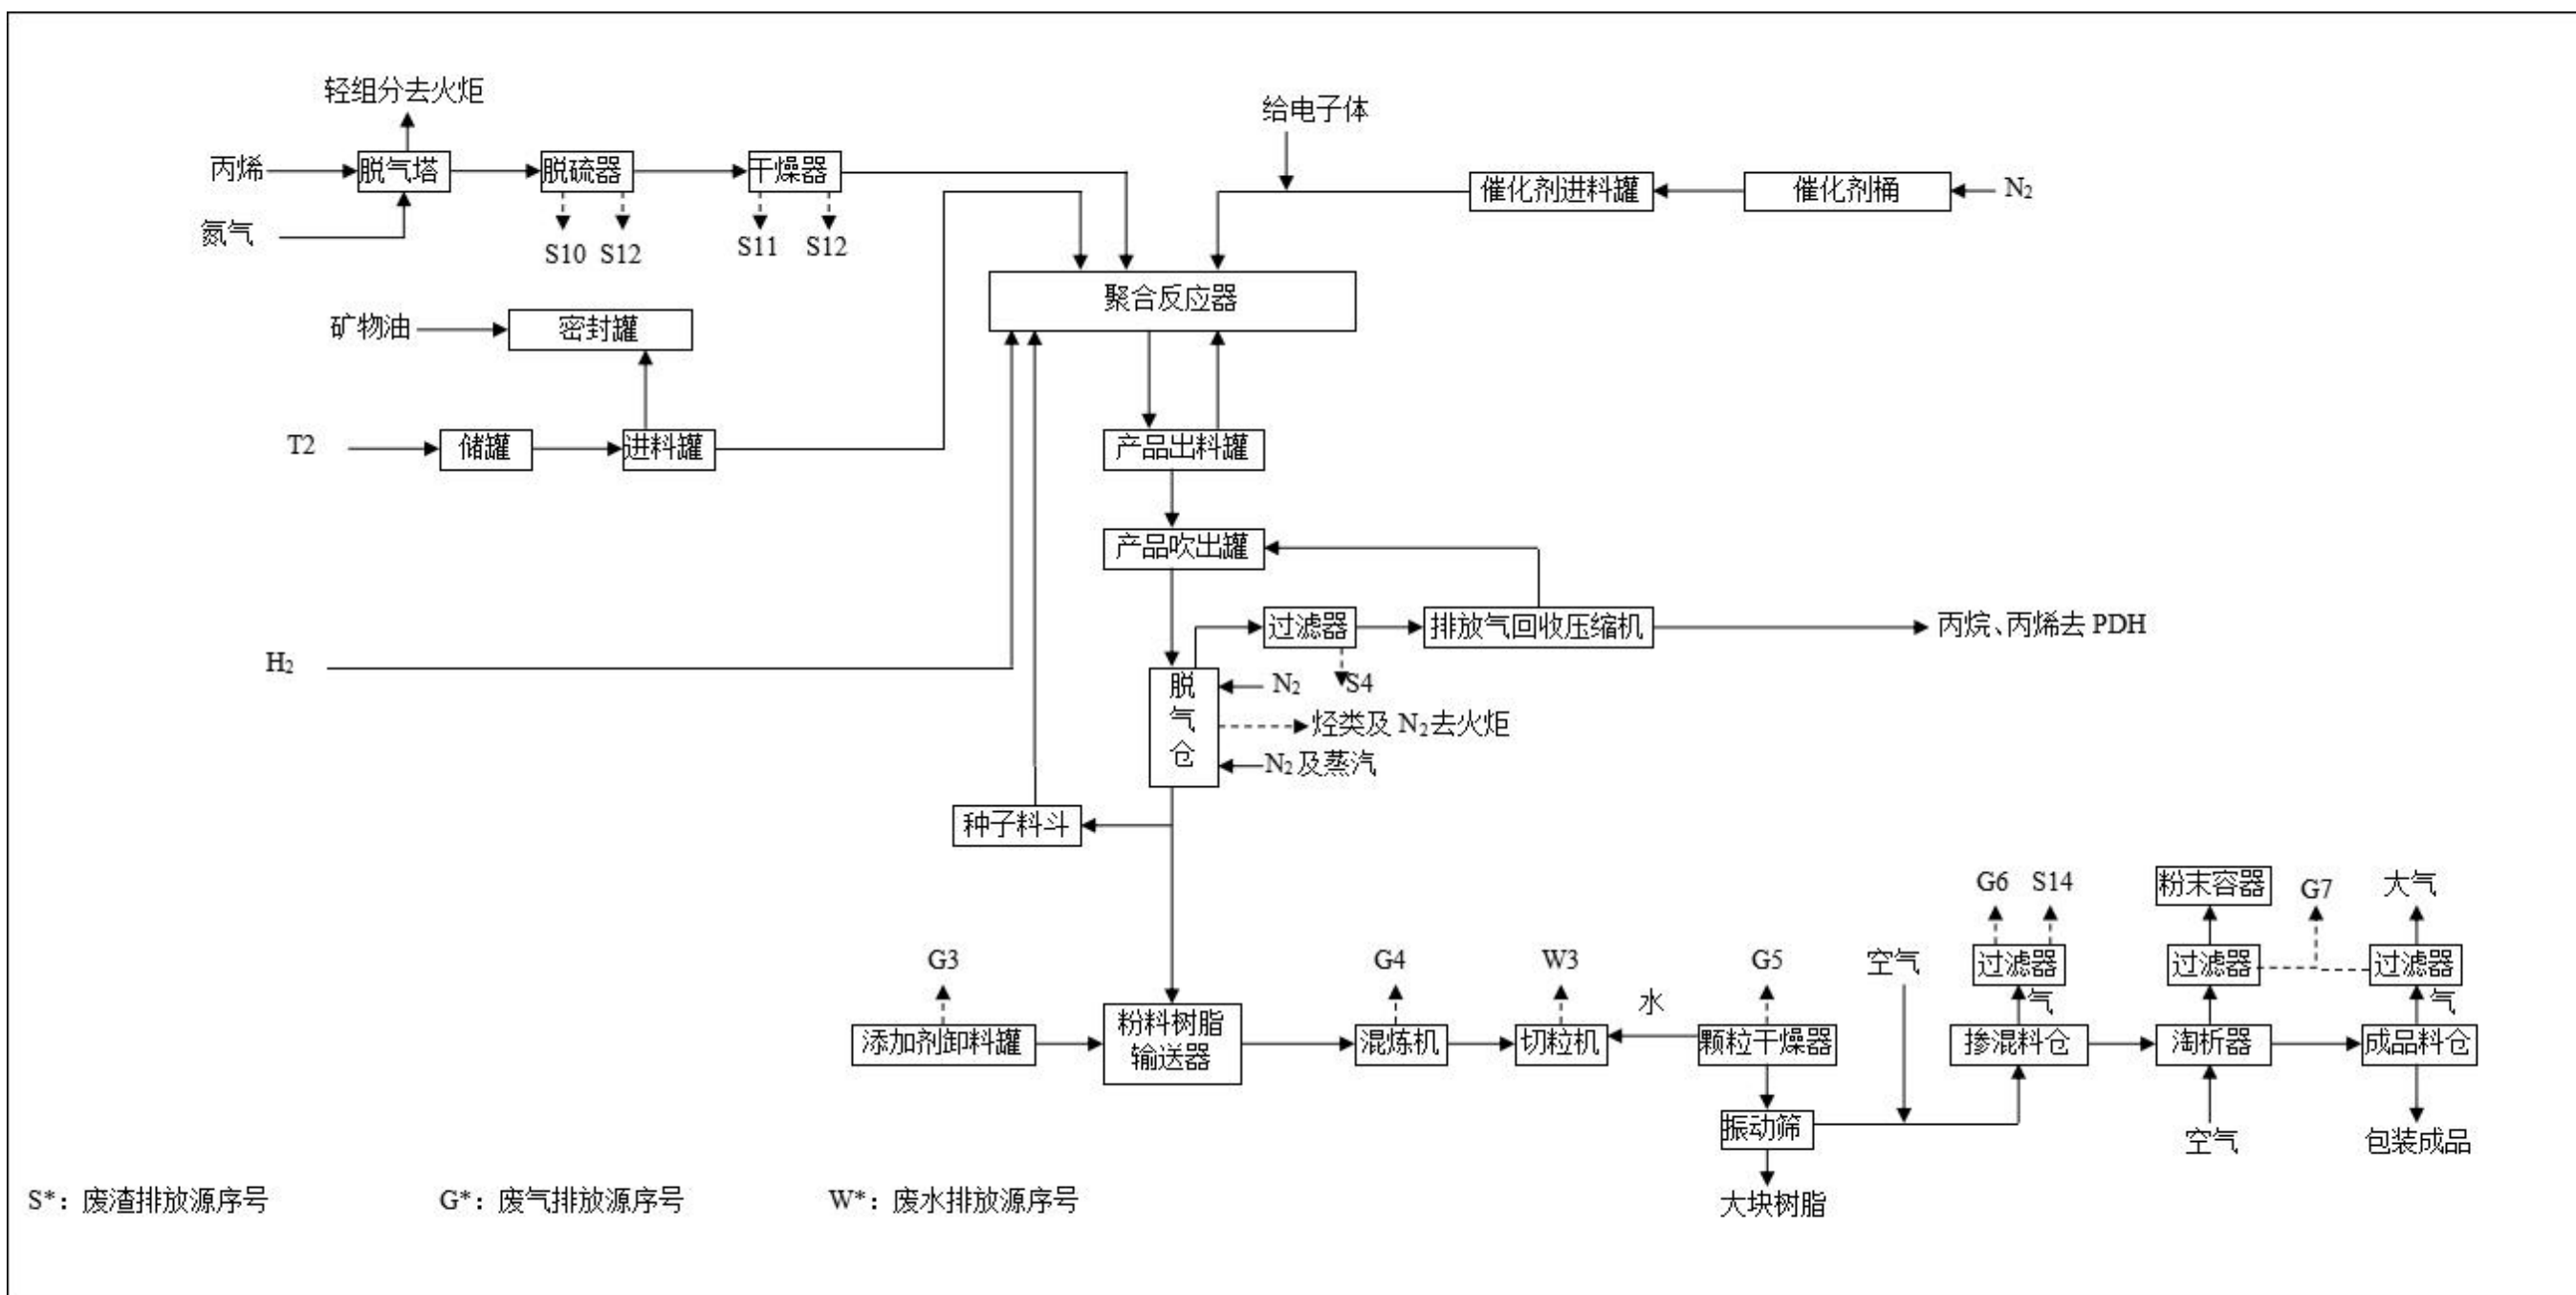 轻组分去火炬
给电子体
丙烯
脱气塔
脱硫器
干燥器
催化剂进料罐
催化剂桶
N₂
氮气
S10
S12
S11
S12
聚合反应器
矿物油
密封罐
T2
储罐
进料罐
产品出料罐
产品吹出罐
过滤器
排放气回收压缩机
丙烷、丙烯去 PDH
H₂
脱气仓
N₂
S4
烃类及 N₂去火炬
N₂及蒸汽
种子料斗
G6
S14
粉末容器
G7
大气
G3
G4
W3
G5
空气
过滤器
过滤器
过滤器
水
气
气
添加剂卸料罐
粉料树脂
输送器
混炼机
切粒机
颗粒干燥器
掺混料仓
淘析器
成品料仓
振动筛
空气
包装成品
大块树脂
S*：废渣排放源序号
G*：废气排放源序号
W*：废水排放源序号